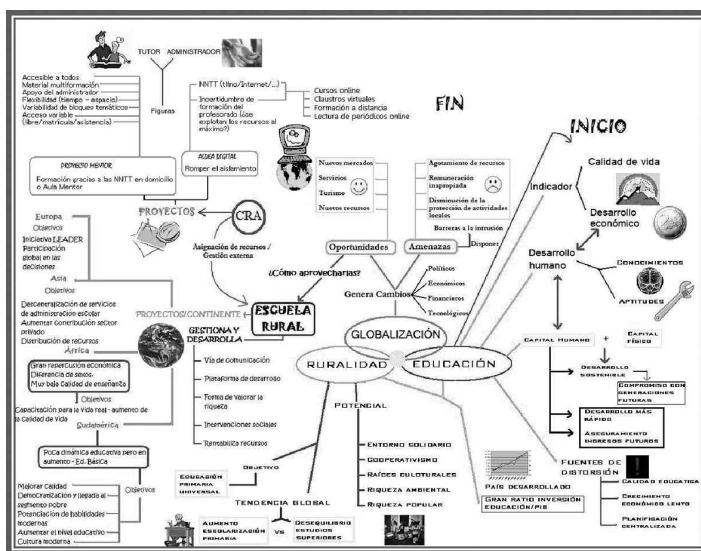 TUTOR
ADMINISTRADOR
Figuras
Accesible a todos
Material multiformación
Apoyo del administrador
Flexibilidad (tiempo - espacio)
Variabilidad de bloques temáticos
Acceso variable
(libre/matrícula/asistencia)
PROYECTO MENTOR
Formación gracias a las NNTT en domicilio
o Aula Mentor
NNTT (tfno/Internet/...)
Incertidumbre de
formación del
profesorado (¿se
explotan los recursos al
máximo?)
Cursos online
Claustros virtuales
Formación a distancia
Lectura de periódicos online
ALDEA DIGITAL
Romper el aislamiento
PROYECTOS
CRA
Asignación de recursos /
Gestión externa
FIN
INICIO
Nuevos mercados
Servicios
Turismo
Nuevos recursos
Oportunidades
Agotamiento de recursos
Remuneración
inapropiada
Disminución de la
protección de actividades
locales
Amenazas
Barreras a la intrusión
Disponer
¿Cómo aprovecharlas?
Genera Cambios
Políticos
Económicos
Financieros
Tecnológicos
Indicador
Calidad de vida
Desarrollo
económico
Desarrollo
humano
CONOCIMIENTOS
APTITUDES
CAPITAL HUMANO
+
CAPITAL
FÍSICO
DESARROLLO
SOSTENIBLE
COMPROMISO CON
GENERACIONES
FUTURAS
DESARROLLO MÁS
RÁPIDO
ASEGURAMIENTO
INGRESOS FUTUROS
GLOBALIZACIÓN
RURALIDAD
EDUCACIÓN
ESCUELA
RURAL
PROYECTOS/CONTINENTE
Europa
Objetivos
Iniciativa LEADER
Participación
global en las
decisiones
Asia
Objetivos
Descentralización de servicios
de administración escolar
Aumentar contribución sector
privado
Distribución de recursos
África
Gran repercusión económica
Diferencia de sexos.
Muy baja Calidad de enseñanza
Objetivos
Capacitación para la vida real - aumento de
la Calidad de vida
Sudamérica
Poca dinámica educativa pero en
aumento - Ed. Básica
Objetivos
Mejorar Calidad
Democratización y llegada al
segmento pobre
Potenciación de habilidades
modernas
Aumentar el nivel educativo
Cultura moderna
GESTIONA Y
DESARROLLA
Vía de comunicación
Plataforma de desarrollo
Forma de valorar la
riqueza
Intervenciones sociales
Rentabiliza recursos
POTENCIAL
ENTORNO SOLIDARIO
COOPERATIVISMO
RAÍCES CULTURALES
RIQUEZA AMBIENTAL
RIQUEZA POPULAR
OBJETIVO
EDUCACIÓN
PRIMARIA
UNIVERSAL
TENDENCIA GLOBAL
AUMENTO
ESCOLARIZACIÓN
PRIMARIA
VS
DESEQUILIBRIO
ESTUDIOS
SUPERIORES
PAÍS DESARROLLADO
GRAN RATIO INVERSIÓN
EDUCACIÓN/PIB
FUENTES DE
DISTORSIÓN
CALIDAD EDUCATIVA
CRECIMIENTO
ECONÓMICO LENTO
PLANIFICACIÓN
CENTRALIZADA